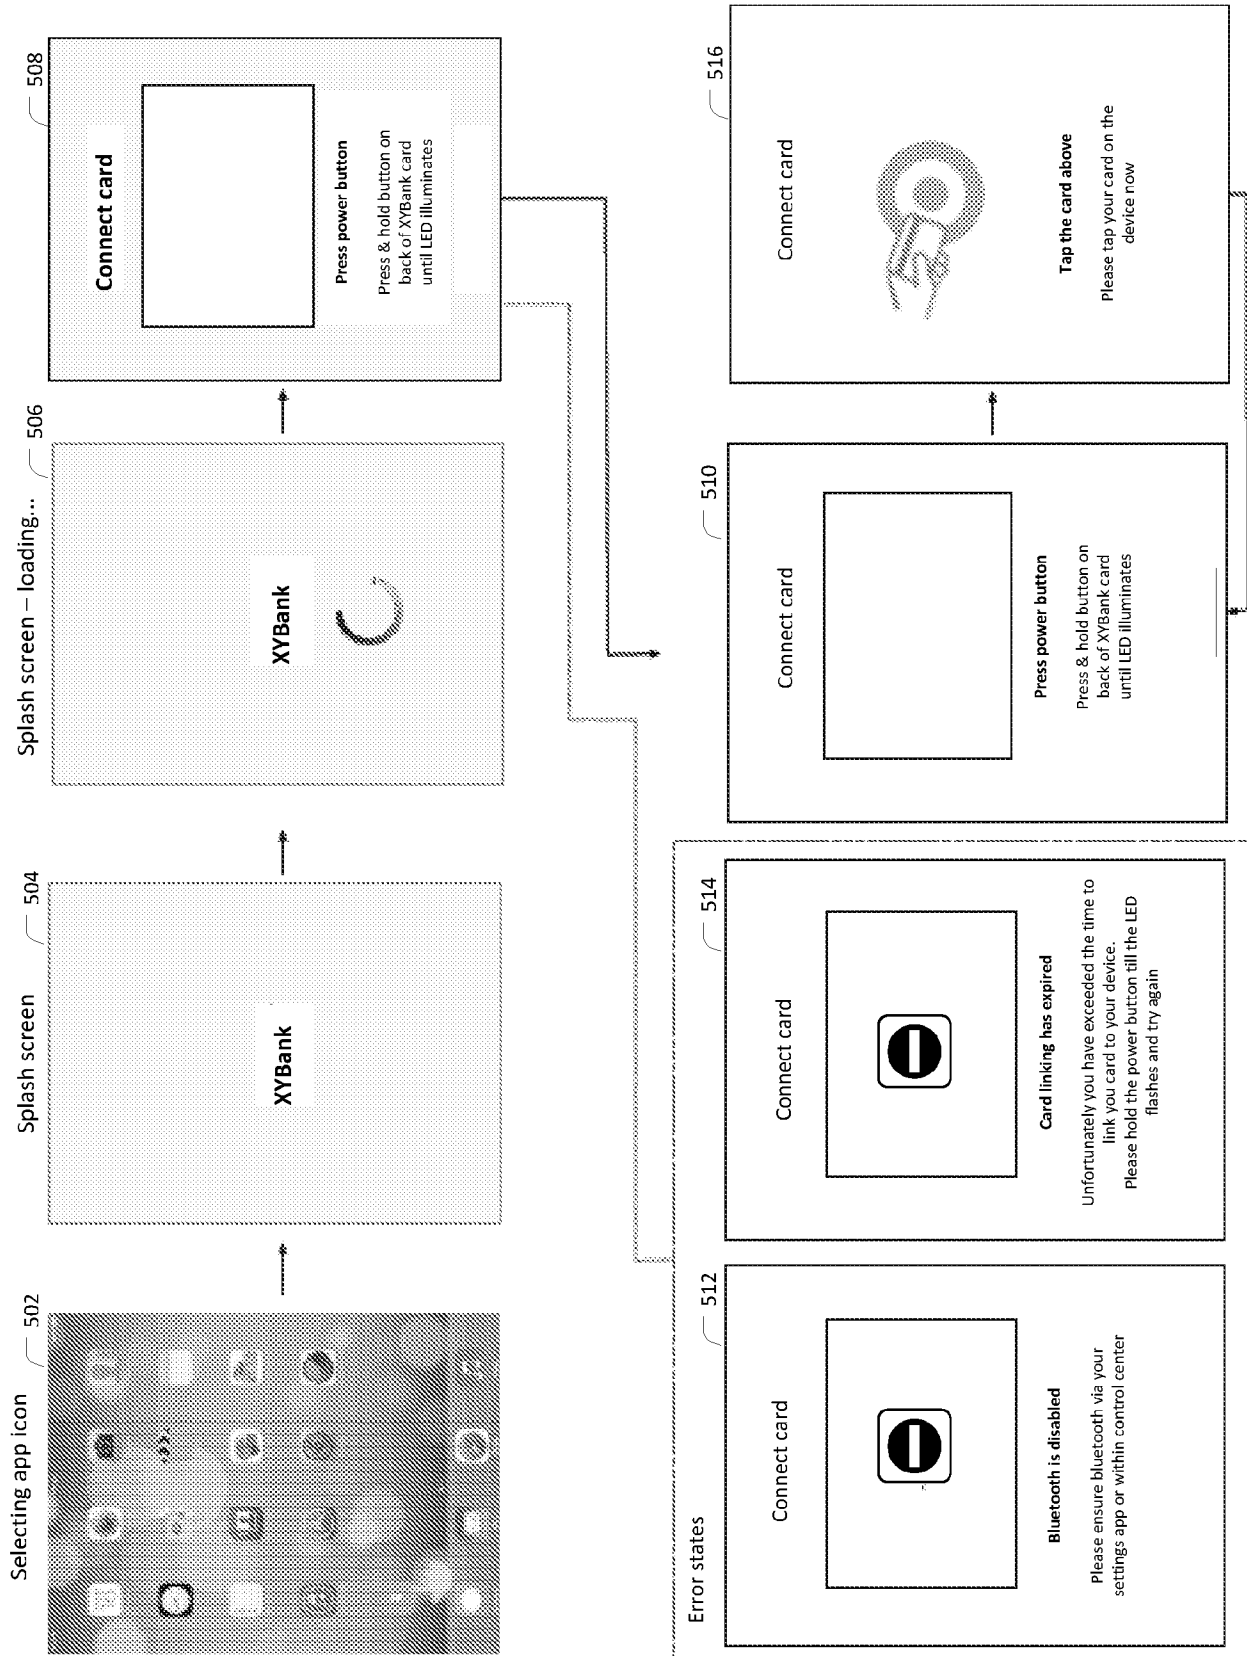 Selecting app icon
502
Splash screen
504
XYBank
Splash screen – loading...
506
XYBank
508
Connect card
Press power button
Press & hold button on
back of XYBank card
until LED illuminates
Error states
512
Connect card
Bluetooth is disabled
Please ensure bluetooth via your
settings app or within control center
514
Connect card
Card linking has expired
Unfortunately you have exceeded the time to
link you card to your device.
Please hold the power button till the LED
flashes and try again
510
Connect card
Press power button
Press & hold button on
back of XYBank card
until LED illuminates
516
Connect card
Tap the card above
Please tap your card on the
device now